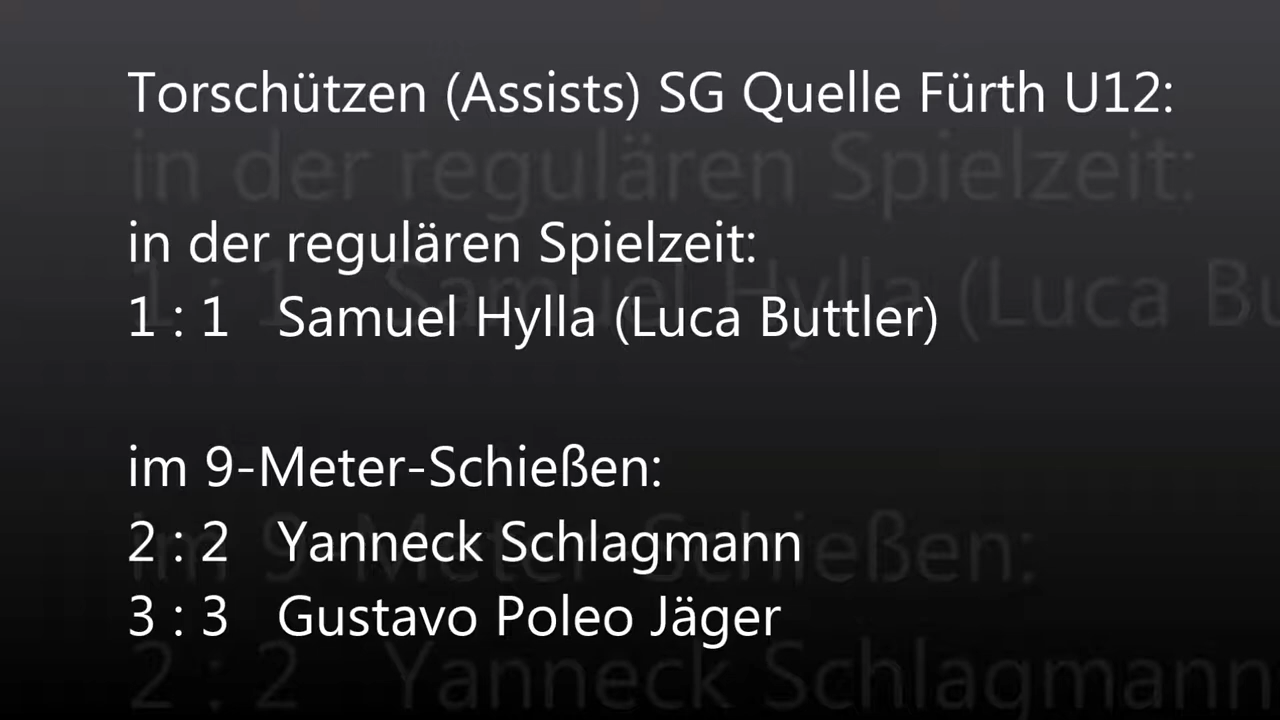 Torschützen (Assists) SG Quelle Fürth U12:
in der regulären Spielzeit:
1 : 1 Samuel Hylla (Luca Buttler)
im 9-Meter-Schießen:
2 : 2 Yanneck Schlagmann
3 : 3 Gustavo Poleo Jäger